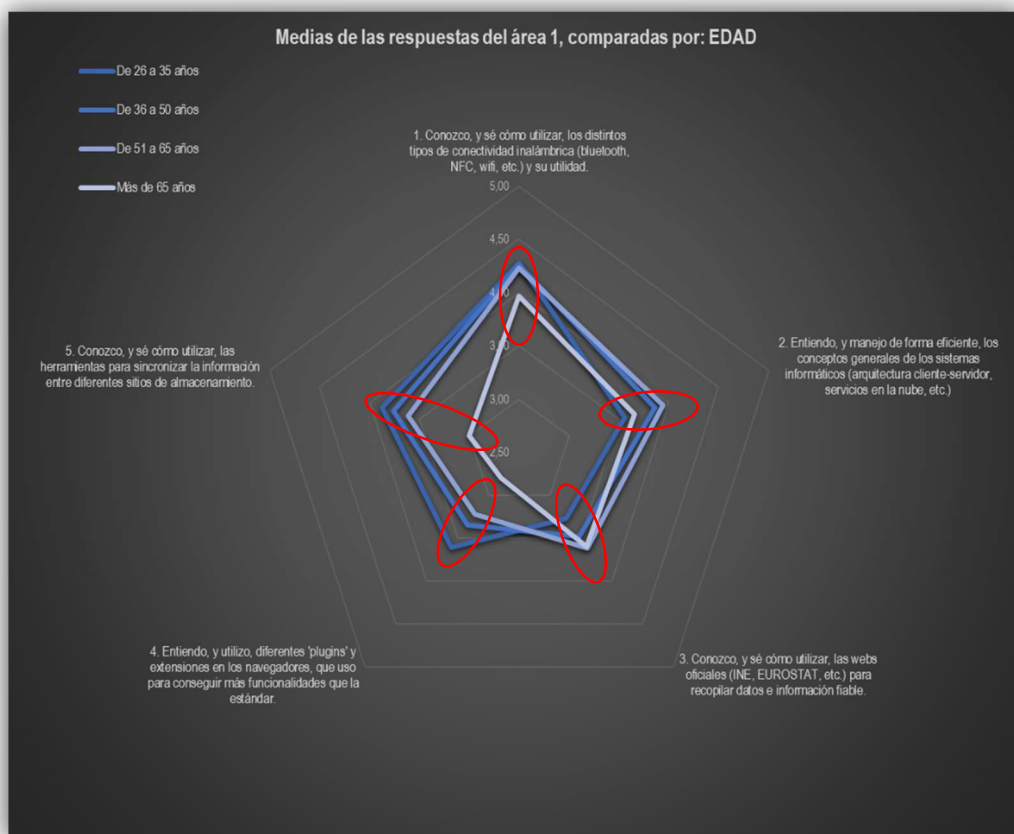 Medias de las respuestas del área 1, comparadas por: EDAD
De 26 a 35 años
De 36 a 50 años
De 51 a 65 años
Más de 65 años
1. Conozco, y sé cómo utilizar, los distintos
tipos de conectividad inalámbrica (bluetooth,
NFC, wifi, etc.) y su utilidad.
5,00
4,50
3,00
2,50
2. Entiendo, y manejo de forma eficiente, los
conceptos generales de los sistemas
informáticos (arquitectura cliente-servidor,
servicios en la nube, etc.)
5. Conozco, y sé cómo utilizar, las
herramientas para sincronizar la información
entre diferentes sitios de almacenamiento.
4. Entiendo, y utilizo, diferentes 'plugins' y
extensiones en los navegadores, que uso
para conseguir más funcionalidades que la
estándar.
3. Conozco, y sé cómo utilizar, las webs
oficiales (INE, EUROSTAT, etc.) para
recopilar datos e información fiable.